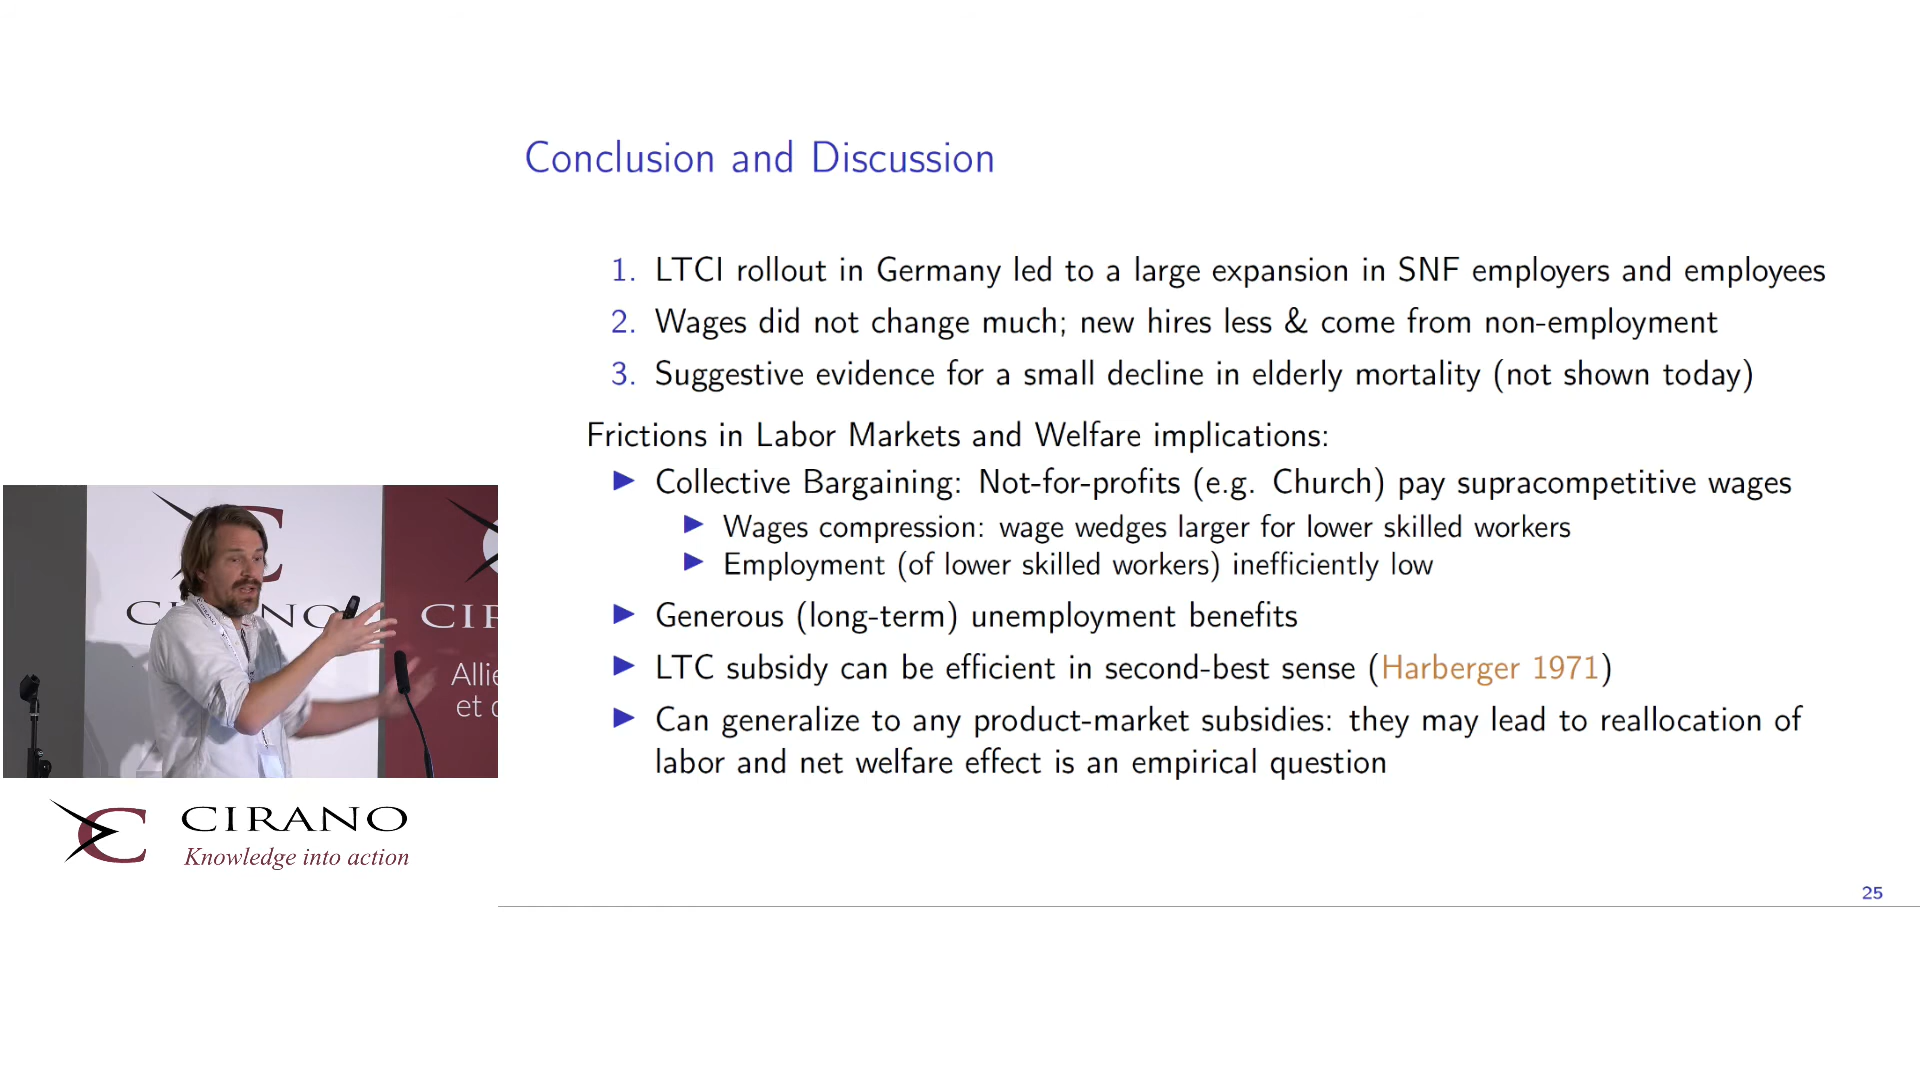 Conclusion and Discussion
1. LTCI rollout in Germany led to a large expansion in SNF employers and employees
2. Wages did not change much; new hires less & come from non-employment
3. Suggestive evidence for a small decline in elderly mortality (not shown today)
Frictions in Labor Markets and Welfare implications:
Collective Bargaining: Not-for-profits (e.g. Church) pay supracompetitive wages
Wages compression: wage wedges larger for lower skilled workers
Employment (of lower skilled workers) inefficiently low
Generous (long-term) unemployment benefits
LTC subsidy can be efficient in second-best sense (Harberger 1971)
Can generalize to any product-market subsidies: they may lead to reallocation of
labor and net welfare effect is an empirical question
25
CIRANO
Knowledge into action